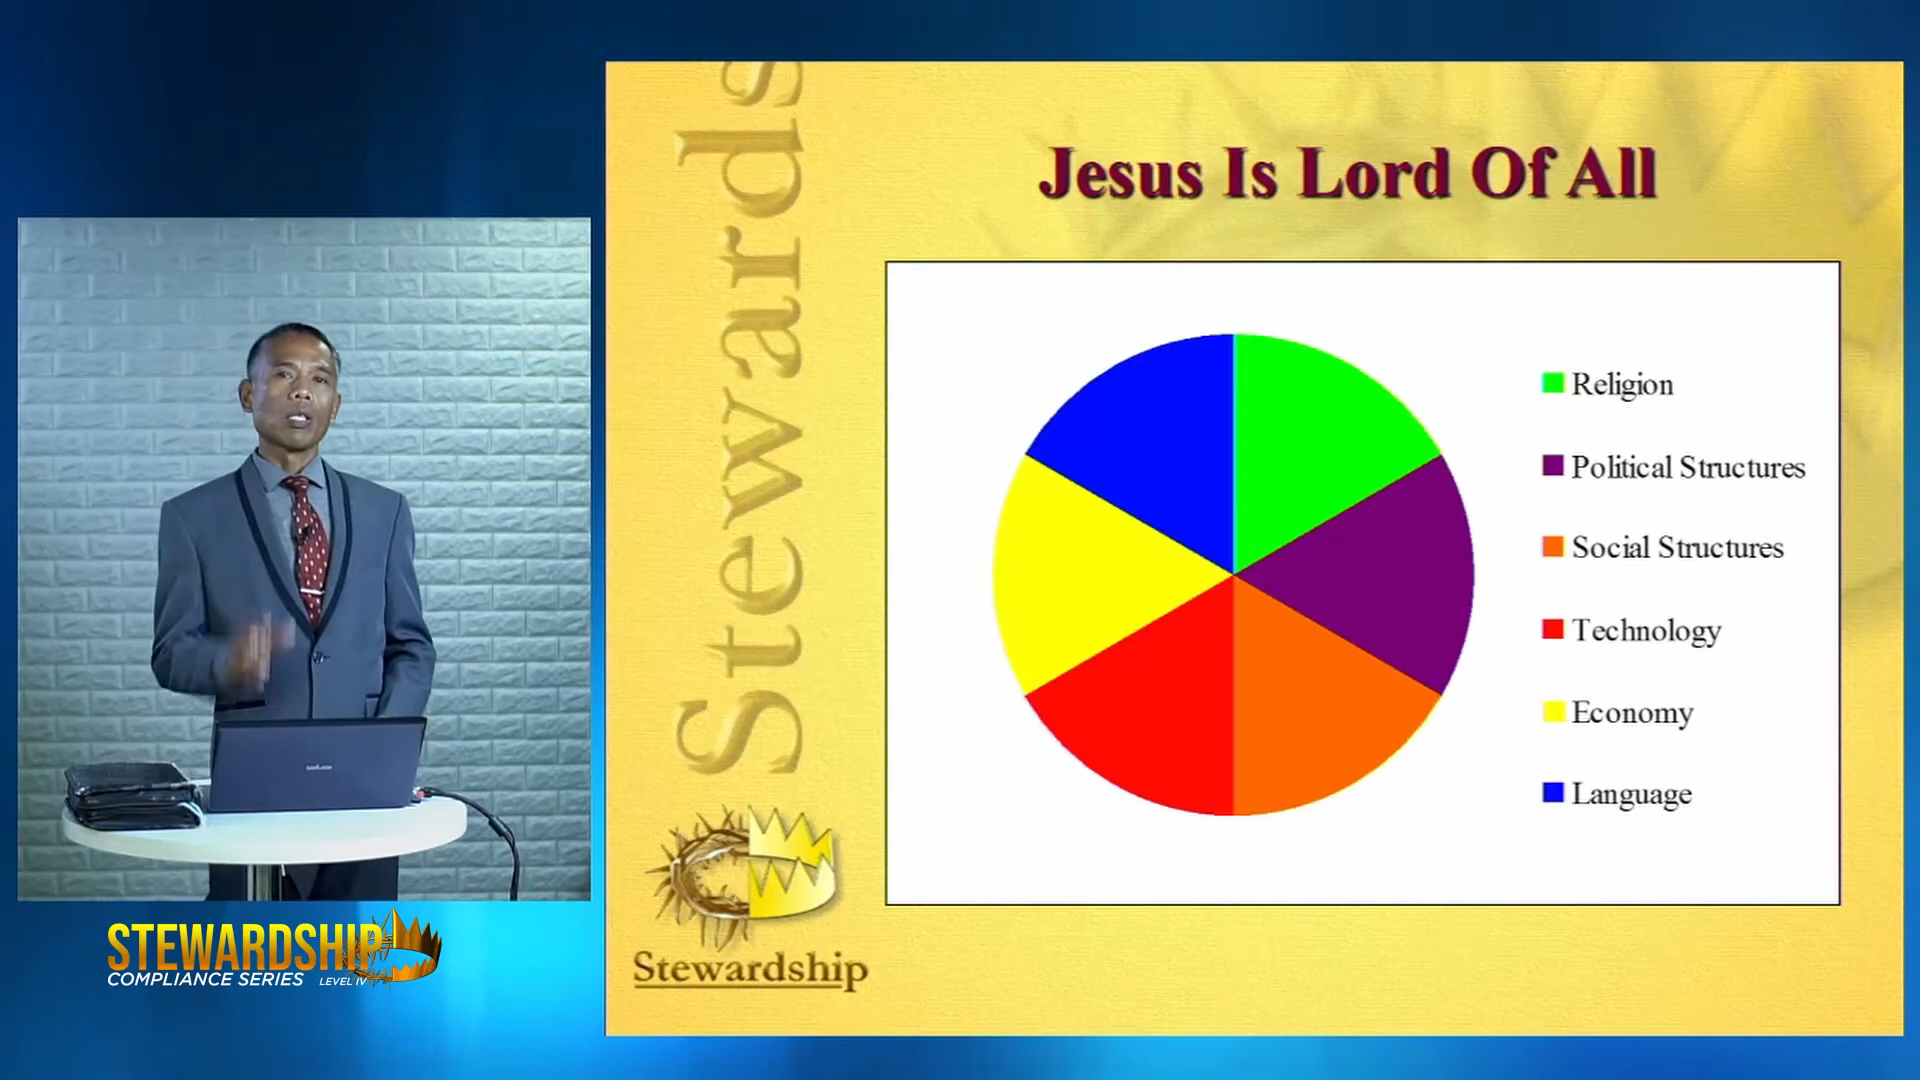 Jesus Is Lord Of All
Stewards
Religion
Political Structures
Social Structures
Technology
Economy
Language
Stewardship
STEWARDSHIP
COMPLIANCE SERIES LEVEL IV